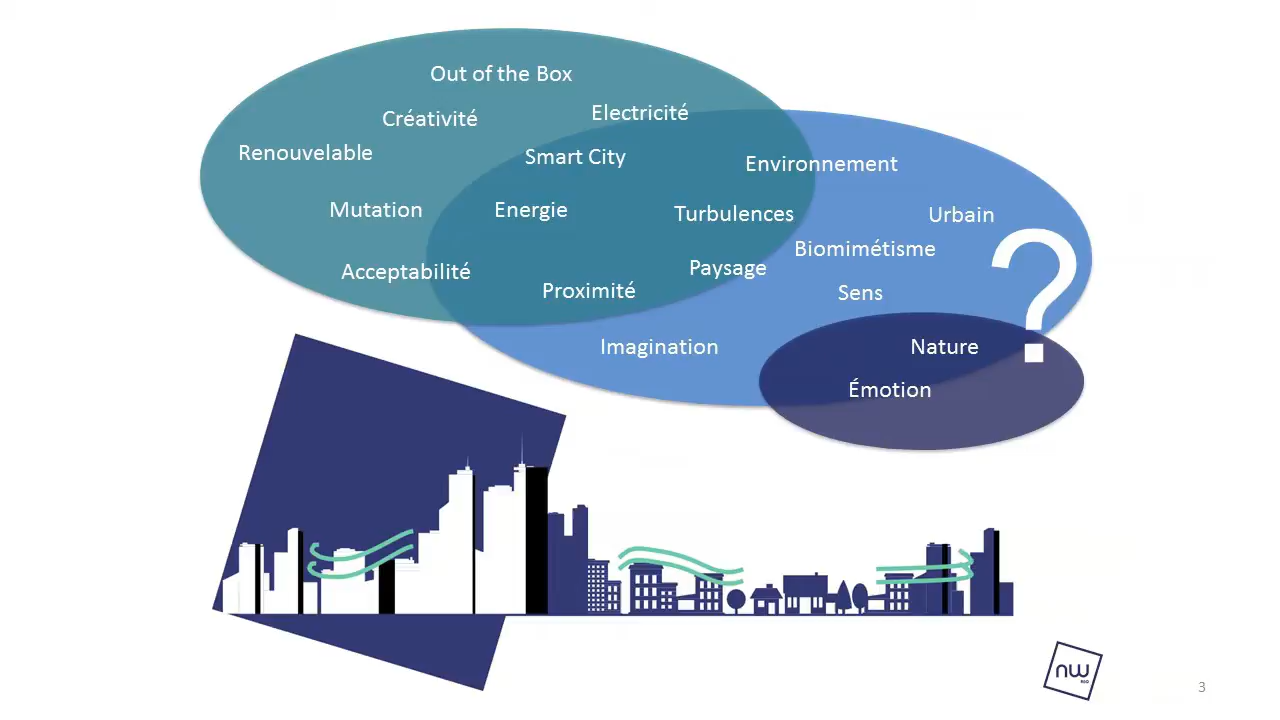 Out of the Box
Créativité
Electricité
Renouvelable
Smart City
Environnement
Mutation
Energie
Turbulences
Urbain
Biomimétisme
Acceptabilité
Paysage
Proximité
Sens
?
Imagination
Nature
Émotion
nw
3